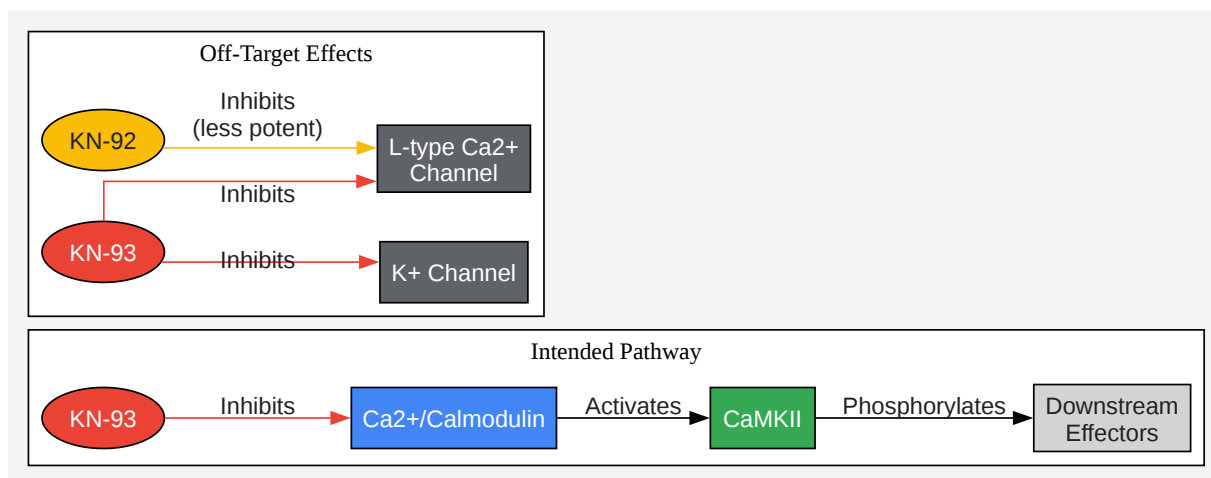 Off-Target Effects
Inhibits
(less potent)
KN-92
L-type Ca2+
Channel
Inhibits
KN-93
Inhibits
K+ Channel
Intended Pathway
KN-93
Inhibits
Ca2+/Calmodulin
Activates
CaMKII
Phosphorylates
Downstream
Effectors